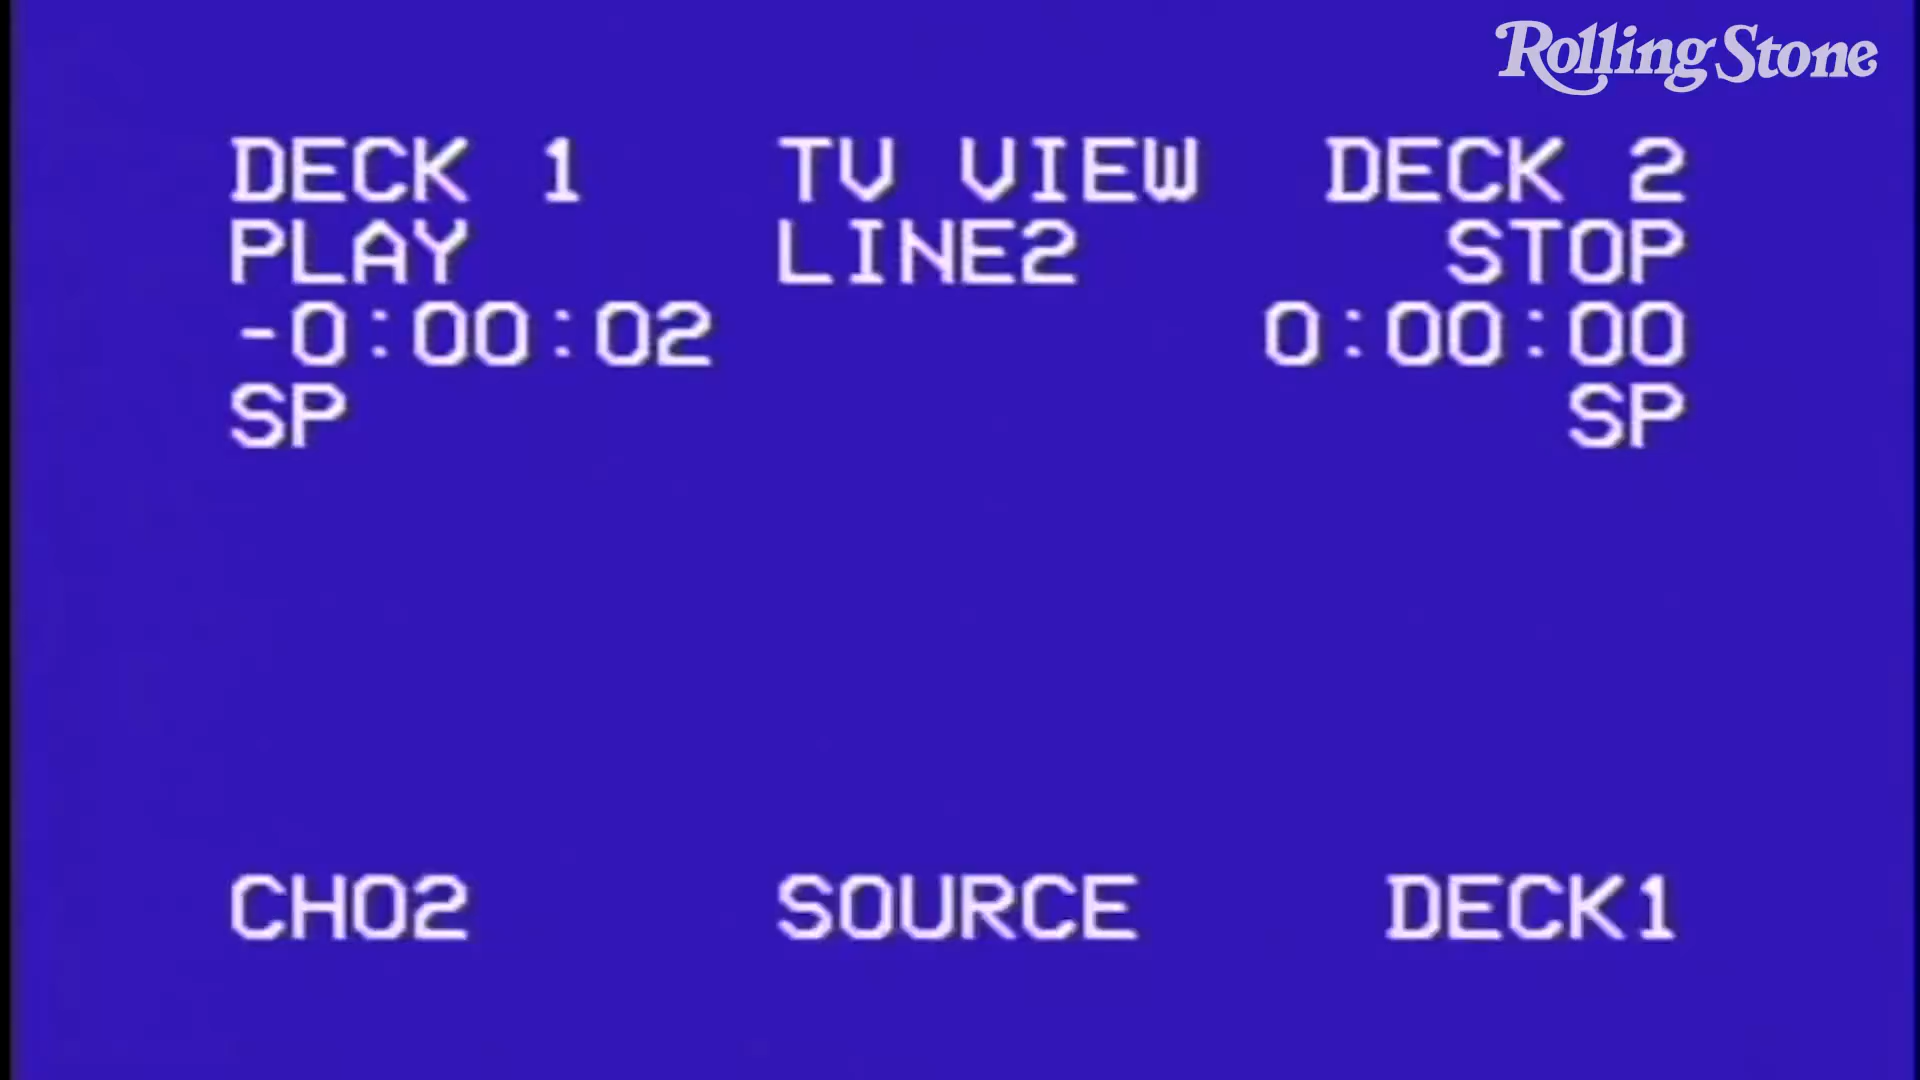 Rolling Stone
DECK 1 TV VIEW DECK 2
PLAY LINE2 STOP
-0:00:02 0:00:00
SP SP
CH02 SOURCE DECK1